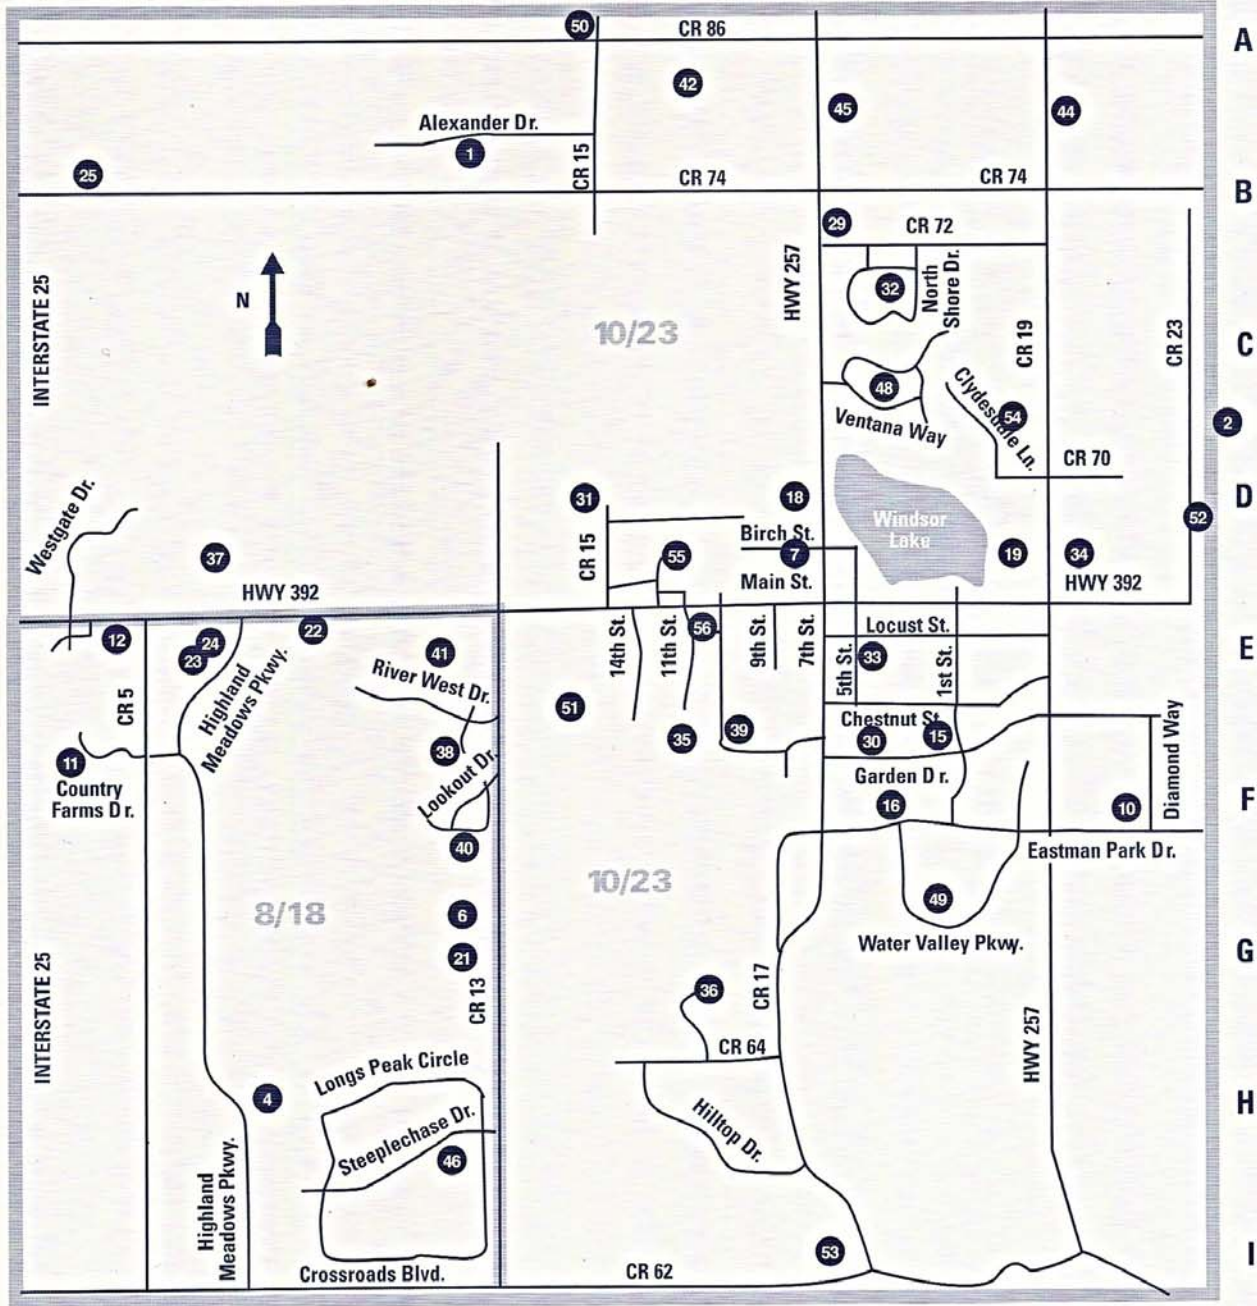 50
CR 86
A
42
45
44
Alexander Dr.
1
CR 15
25
CR 74
CR 74
B
29
CR 72
INTERSTATE 25
N
HWY 257
32
North
Shore Dr.
10/23
CR 19
CR 23
C
48
Clydesdale Ln.
54
Ventana Way
2
CR 70
Westgate Dr.
31
18
D
52
Windsor
Lake
Birch St.
37
CR 15
55
7
19
34
Main St.
HWY 392
HWY 392
12
24
23
22
56
Locust St.
E
41
14th St.
11th St.
9th St.
7th St.
5th St.
33
1st St.
River West Dr.
CR 5
Highland
Meadows Pkwy.
51
Chestnut St.
Diamond Way
38
35
39
30
15
11
Lookout Dr.
Garden Dr.
Country
Farms Dr.
16
10
F
40
Eastman Park Dr.
10/23
8/18
6
49
21
Water Valley Pkwy.
G
INTERSTATE 25
CR 13
36
CR 17
HWY 257
CR 64
Longs Peak Circle
4
H
Steeplechase Dr.
Hilltop Dr.
46
Highland
Meadows Pkwy.
53
I
Crossroads Blvd.
CR 62